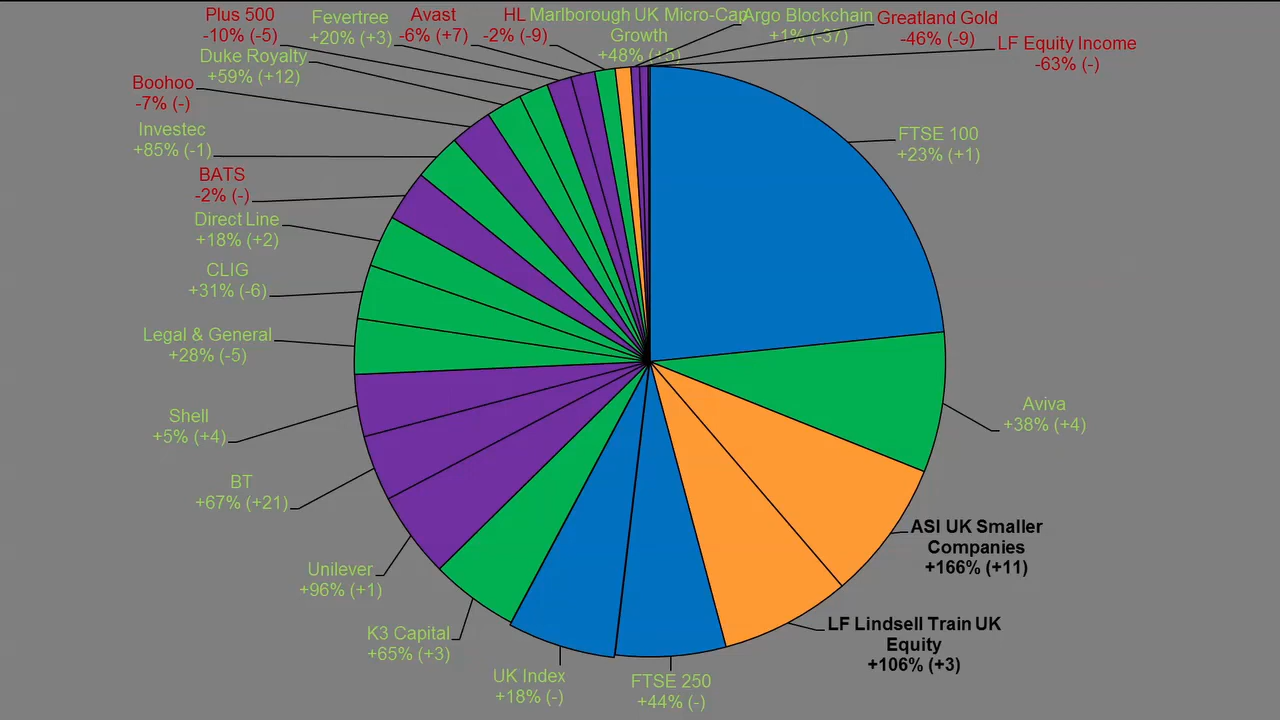 Plus 500
-10% (-5)
Fevertree
+20% (+3)
Avast
-6% (+7)
HL
-2% (-9)
Marlborough UK Micro-Cap
Growth
+48% (+5)
Argo Blockchain
+1% (-37)
Greatland Gold
-46% (-9)
LF Equity Income
-63% (-)
Duke Royalty
+59% (+12)
Boohoo
-7% (-)
Investec
+85% (-1)
BATS
-2% (-)
Direct Line
+18% (+2)
CLIG
+31% (-6)
Legal & General
+28% (-5)
Shell
+5% (+4)
BT
+67% (+21)
Unilever
+96% (+1)
K3 Capital
+65% (+3)
UK Index
+18% (-)
FTSE 250
+44% (-)
LF Lindsell Train UK
Equity
+106% (+3)
ASI UK Smaller
Companies
+166% (+11)
Aviva
+38% (+4)
FTSE 100
+23% (+1)